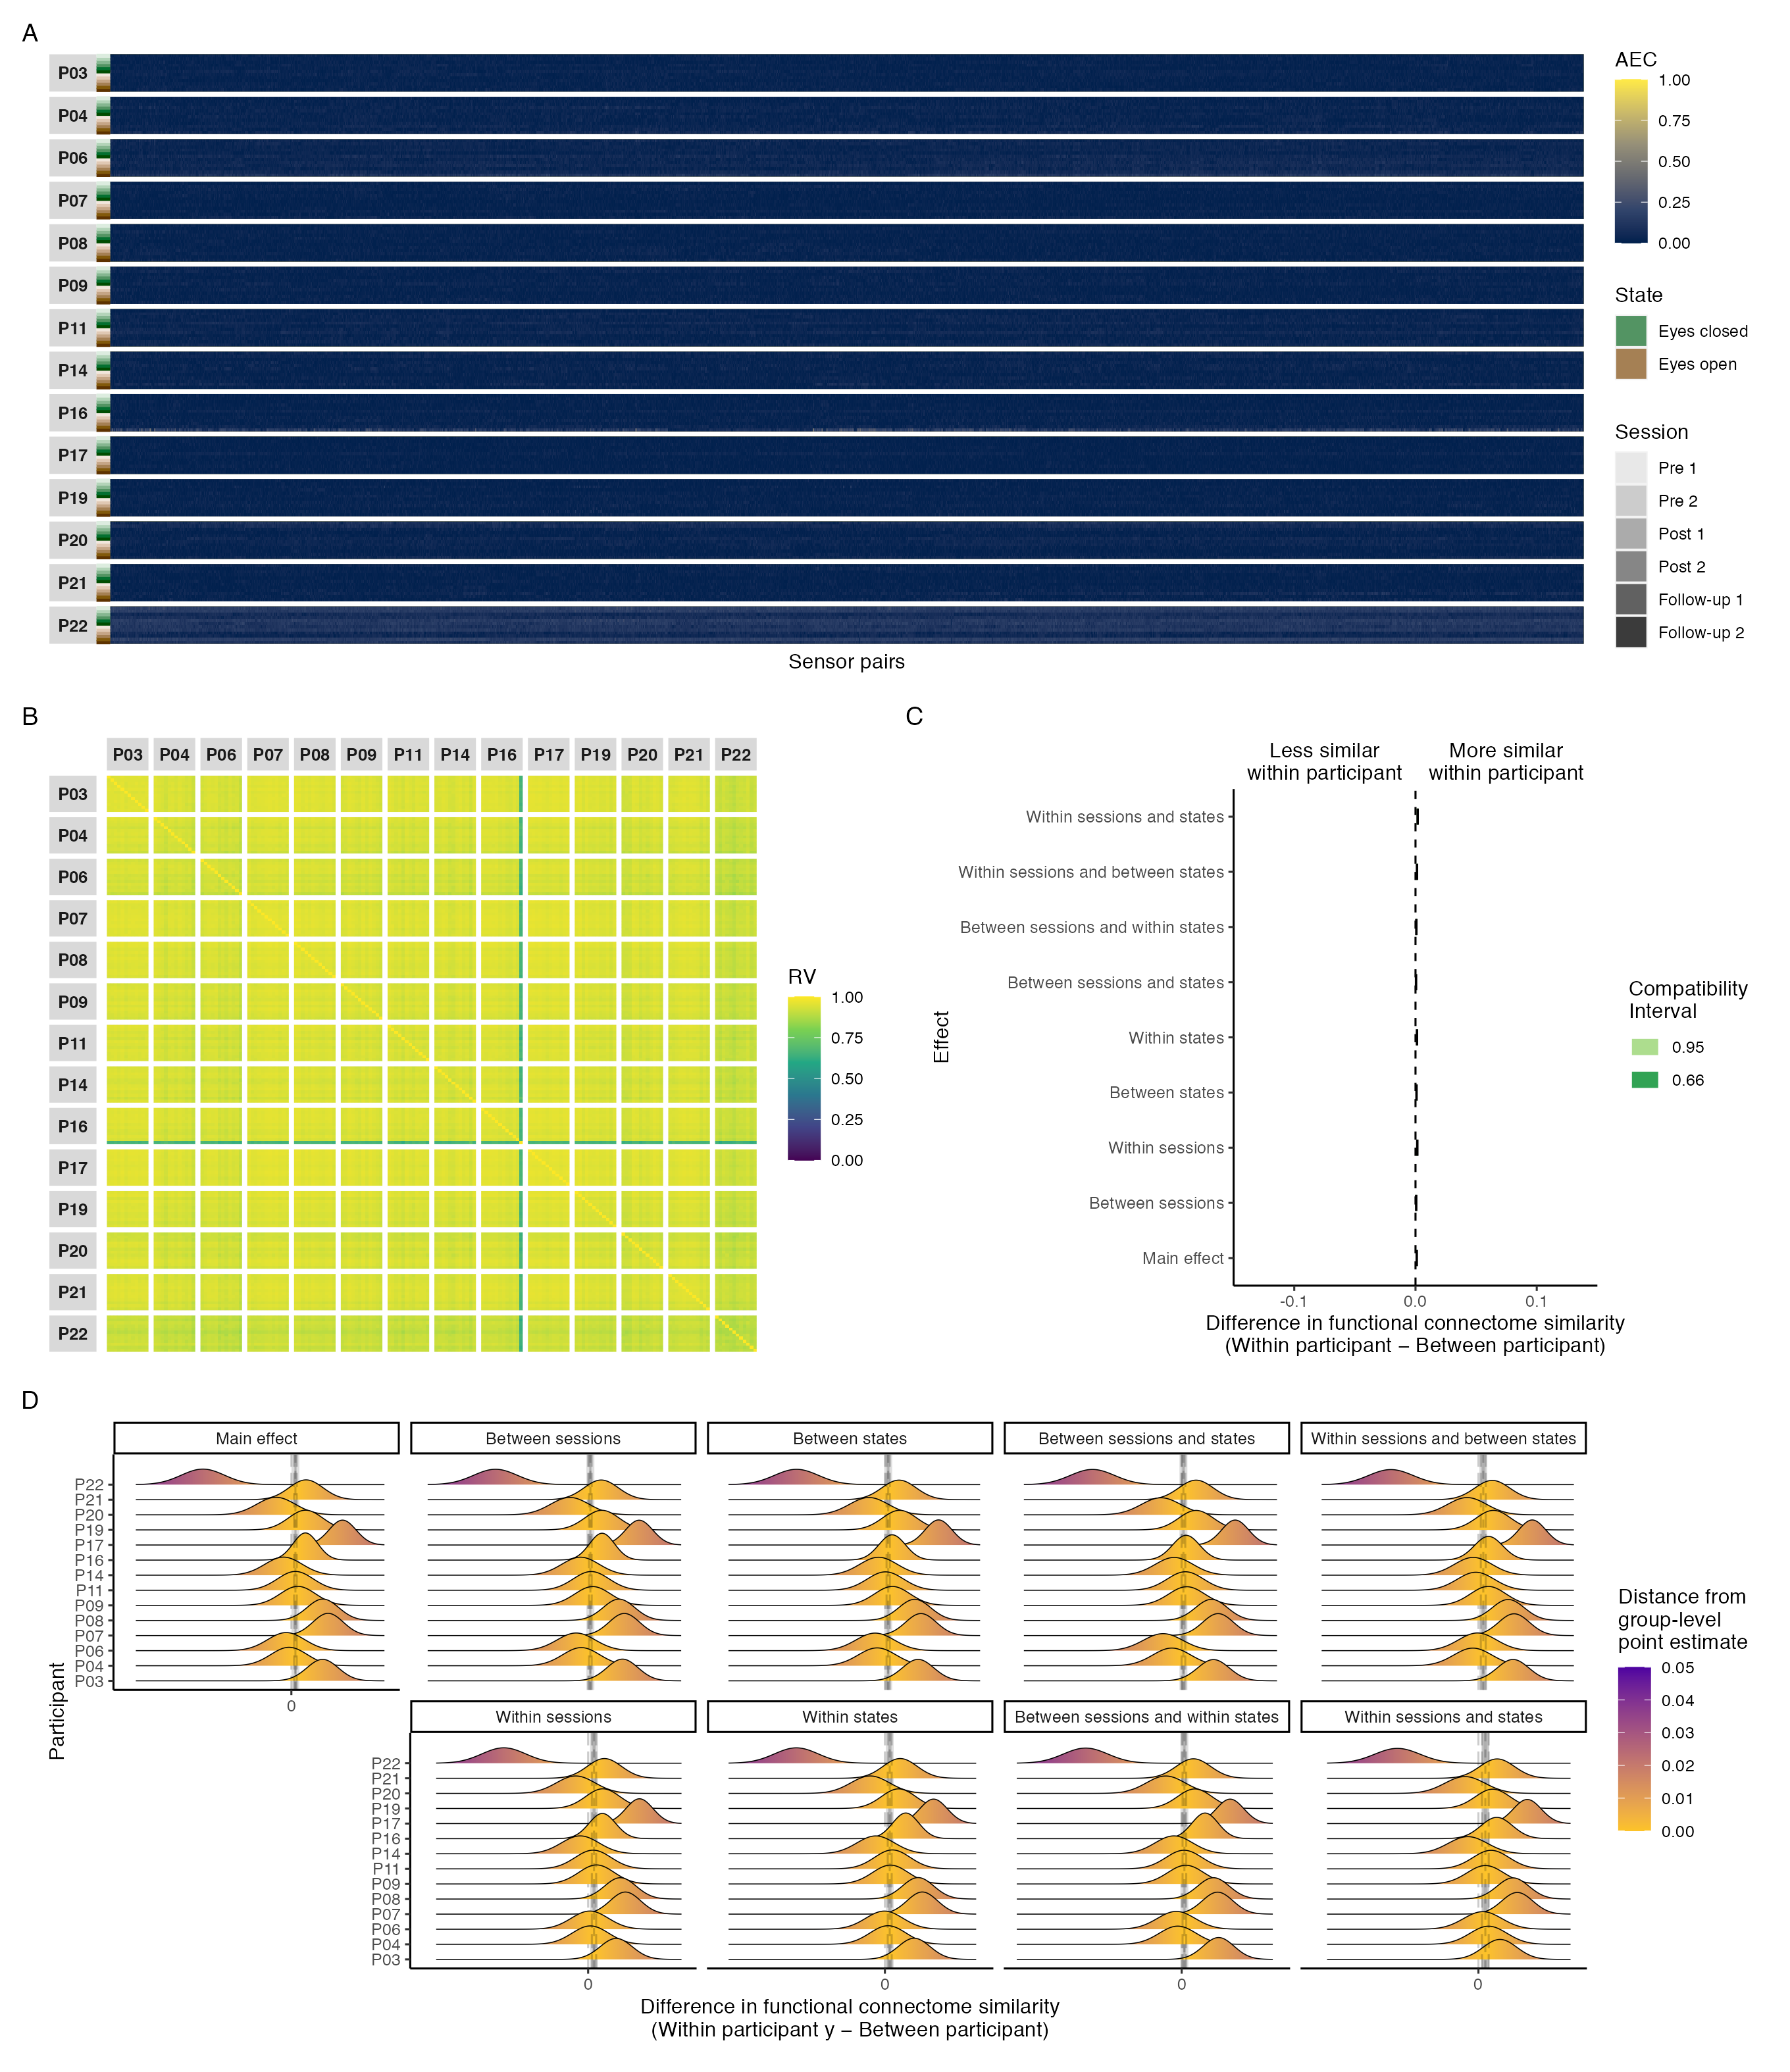 A
P03
P04
P06
P07
P08
P09
P11
P14
P16
P17
P19
P20
P21
P22
Sensor pairs
AEC
1.00
0.75
0.50
0.25
0.00
State
Eyes closed
Eyes open
Session
Pre 1
Pre 2
Post 1
Post 2
Follow-up 1
Follow-up 2
B
P03 P04 P06 P07 P08 P09 P11 P14 P16 P17 P19 P20 P21 P22
P03
P04
P06
P07
P08
P09
P11
P14
P16
P17
P19
P20
P21
P22
RV
1.00
0.75
0.50
0.25
0.00
C
Less similar
within participant
More similar
within participant
Effect
Within sessions and states
Within sessions and between states
Between sessions and within states
Between sessions and states
Within states
Between states
Within sessions
Between sessions
Main effect
-0.1 0.0 0.1
Difference in functional connectome similarity
(Within participant − Between participant)
Compatibility
Interval
0.95
0.66
D
Main effect
Between sessions
Between states
Between sessions and states
Within sessions and between states
Participant
P22
P21
P20
P19
P17
P16
P14
P11
P09
P08
P07
P06
P04
P03
0
Within sessions
Within states
Between sessions and within states
Within sessions and states
P22
P21
P20
P19
P17
P16
P14
P11
P09
P08
P07
P06
P04
P03
0 0 0 0
Difference in functional connectome similarity
(Within participant y − Between participant)
Distance from
group-level
point estimate
0.05
0.04
0.03
0.02
0.01
0.00